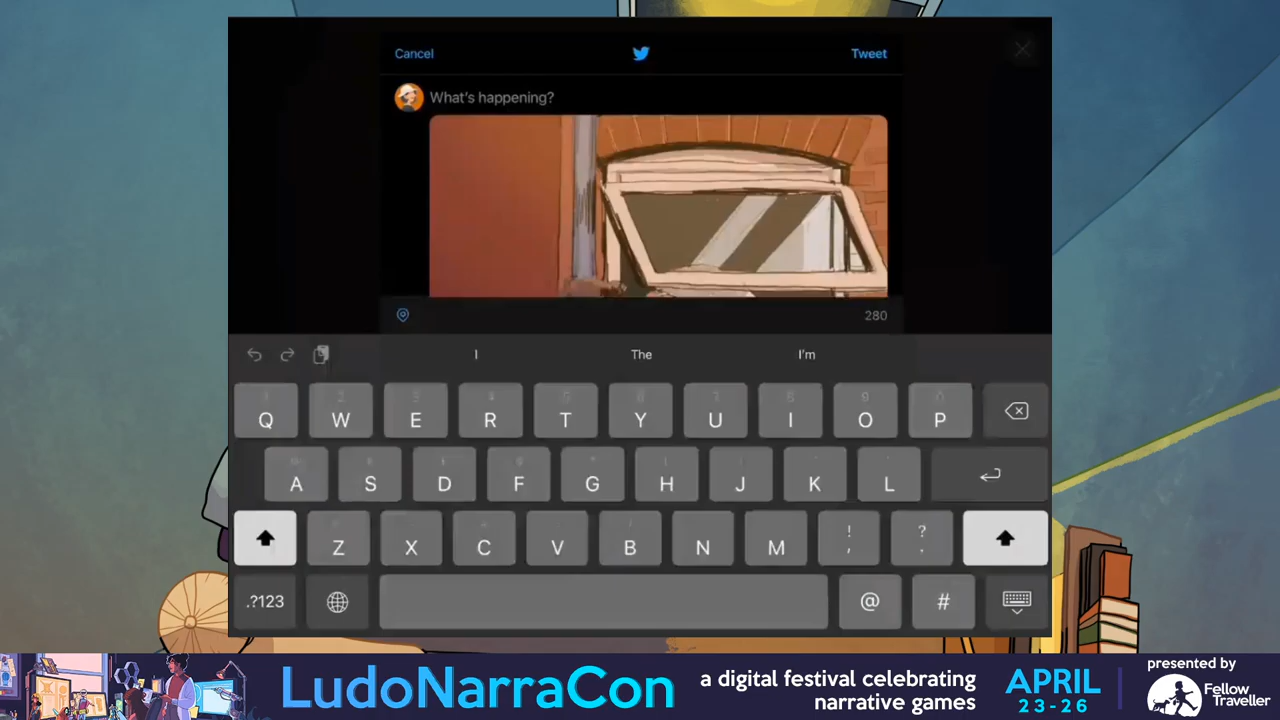 Cancel
Tweet
What's happening?
280
I The I'm
Q W E R T Y U I O P
A S D F G H J K L
Z X C V B N M ! , ? .
.?123 @ #
LudoNarraCon
a digital festival celebrating
narrative games
APRIL
23-26
presented by
Fellow
Traveller